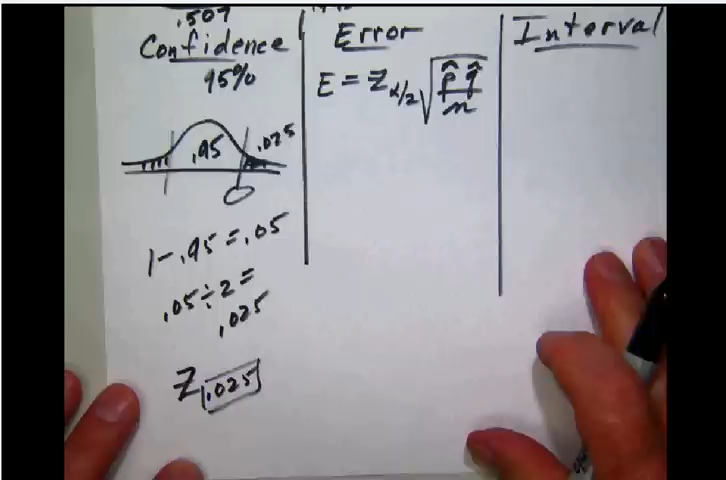 .507
Confidence
95%
.95
.025
1-.95=.05
.05÷2=
.025
Z.025
Error
E = Zα/2 √(p̂ q̂ / n)
Interval